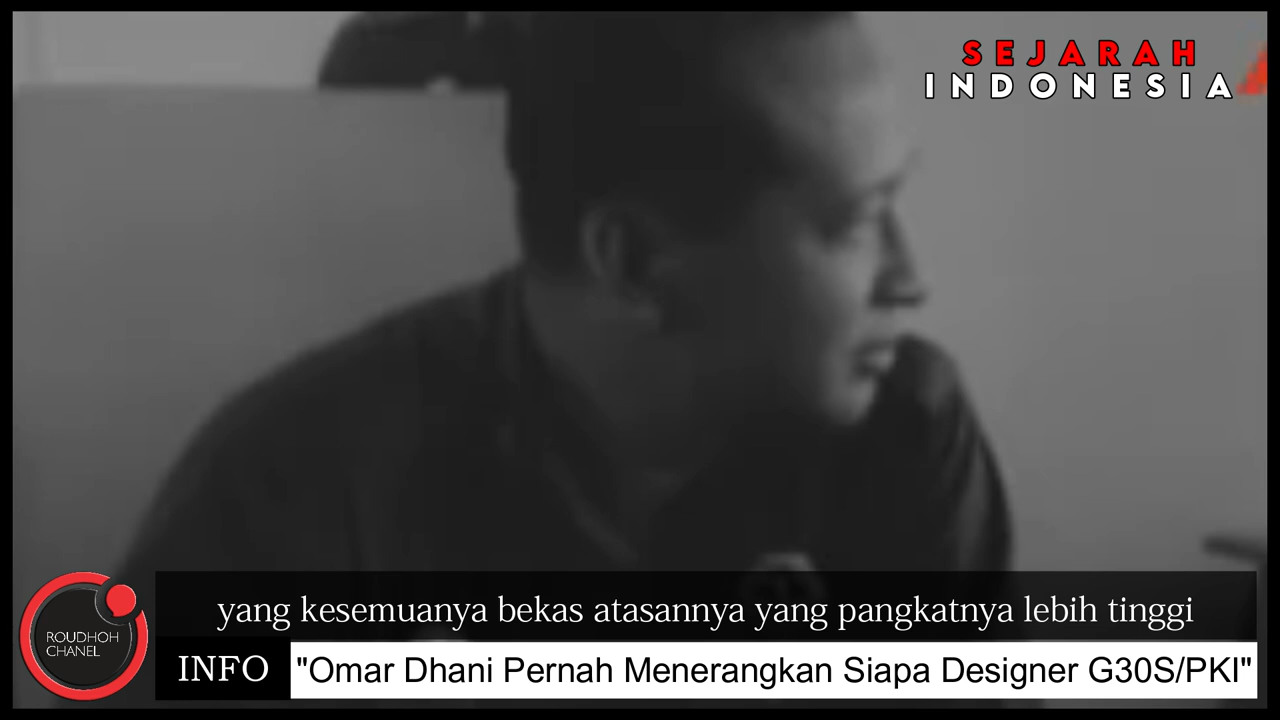 SEJARAH
INDONESIA
yang kesemuanya bekas atasannya yang pangkatnya lebih tinggi
ROUDHOH
CHANEL
INFO
"Omar Dhani Pernah Menerangkan Siapa Designer G30S/PKI"